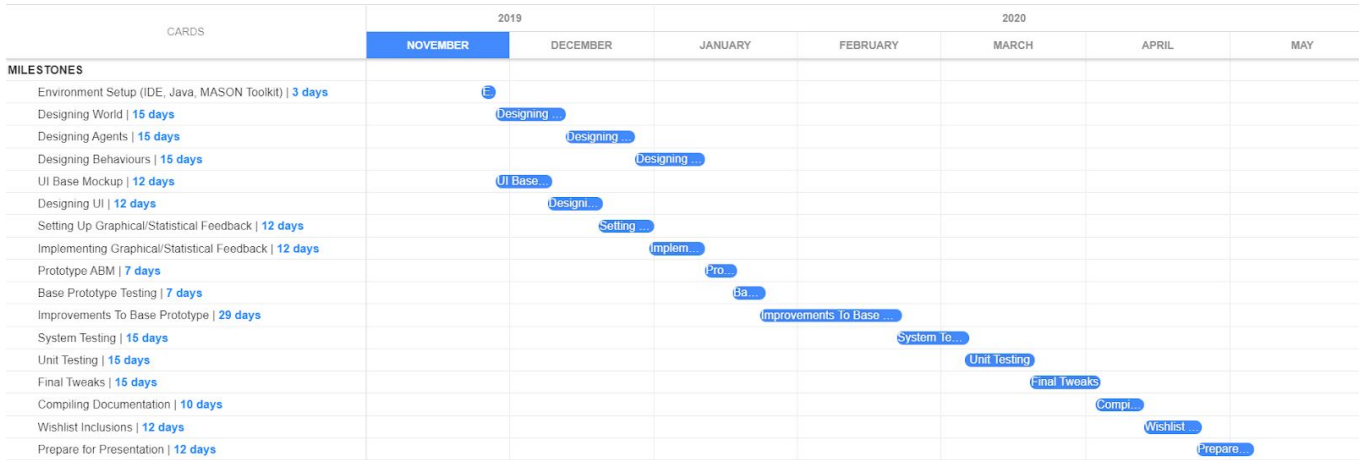 CARDS
2019 2020
NOVEMBER DECEMBER JANUARY FEBRUARY MARCH APRIL MAY
MILESTONES
Environment Setup (IDE, Java, MASON Toolkit) | 3 days E..
Designing World | 15 days Designing ...
Designing Agents | 15 days Designing ...
Designing Behaviours | 15 days Designing ...
UI Base Mockup | 12 days UI Base...
Designing UI | 12 days Designi...
Setting Up Graphical/Statistical Feedback | 12 days Setting ...
Implementing Graphical/Statistical Feedback | 12 days Implem...
Prototype ABM | 7 days Pro...
Base Prototype Testing | 7 days Ba...
Improvements To Base Prototype | 29 days Improvements To Base ...
System Testing | 15 days System Te...
Unit Testing | 15 days Unit Testing
Final Tweaks | 15 days Final Tweaks
Compiling Documentation | 10 days Compi...
Wishlist Inclusions | 12 days Wishlist ...
Prepare for Presentation | 12 days Prepare...